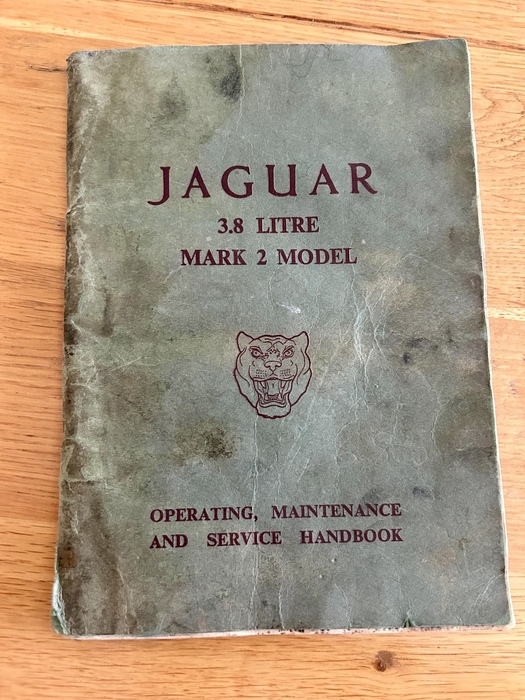 JAGUAR
3.8 LITRE
MARK 2 MODEL
OPERATING, MAINTENANCE
AND SERVICE HANDBOOK